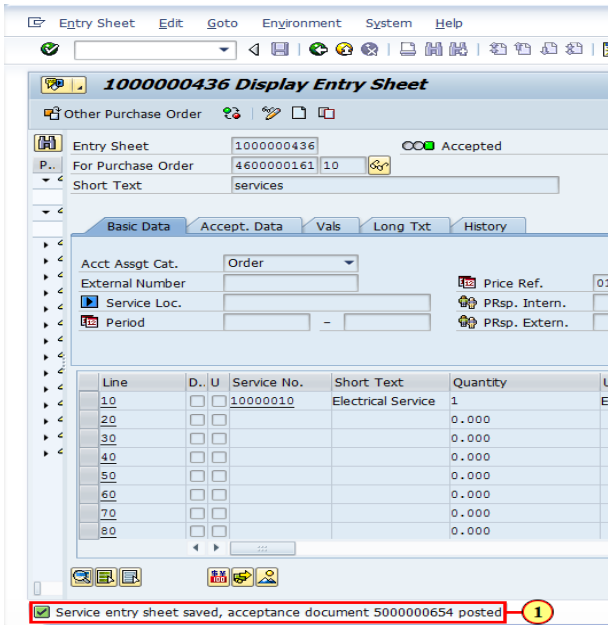 Entry Sheet Edit Goto Environment System Help
1000000436 Display Entry Sheet
Other Purchase Order
Entry Sheet 1000000436 Accepted
P.. For Purchase Order 4600000161 10
Short Text services
Basic Data Accept. Data Vals Long Txt History
Acct Assgt Cat. Order
External Number Price Ref. 01
Service Loc. PRsp. Intern.
Period – PRsp. Extern.
Line D.. U Service No. Short Text Quantity U
10 10000010 Electrical Service 1 E
20 0.000
30 0.000
40 0.000
50 0.000
60 0.000
70 0.000
80 0.000
Service entry sheet saved, acceptance document 5000000654 posted 1